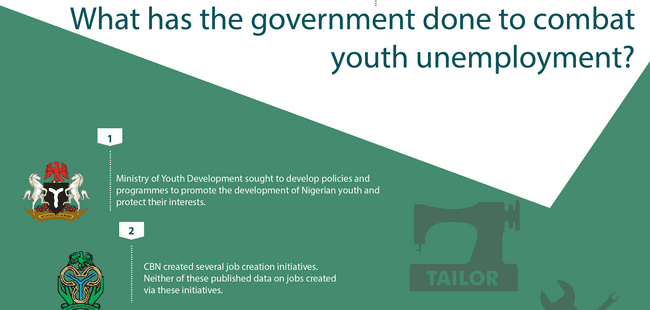 What has the government done to combat
youth unemployment?
1
Ministry of Youth Development sought to develop policies and
programmes to promote the development of Nigerian youth and
protect their interests.
2
CBN created several job creation initiatives.
Neither of these published data on jobs created
via these initiatives.
TAILOR